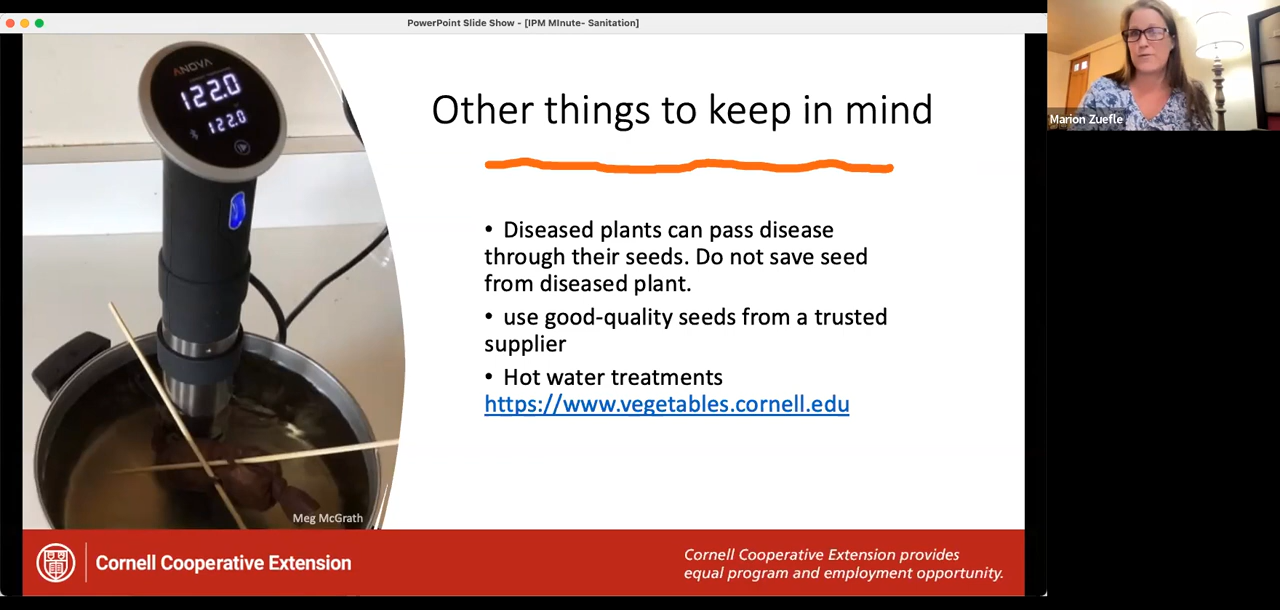 PowerPoint Slide Show - [IPM MInute- Sanitation]
ANOVA
122.0
122.0
Other things to keep in mind
• Diseased plants can pass disease
through their seeds. Do not save seed
from diseased plant.
• use good-quality seeds from a trusted
supplier
• Hot water treatments
https://www.vegetables.cornell.edu
Meg McGrath
Cornell Cooperative Extension
Cornell Cooperative Extension provides
equal program and employment opportunity.
Marion Zuefle